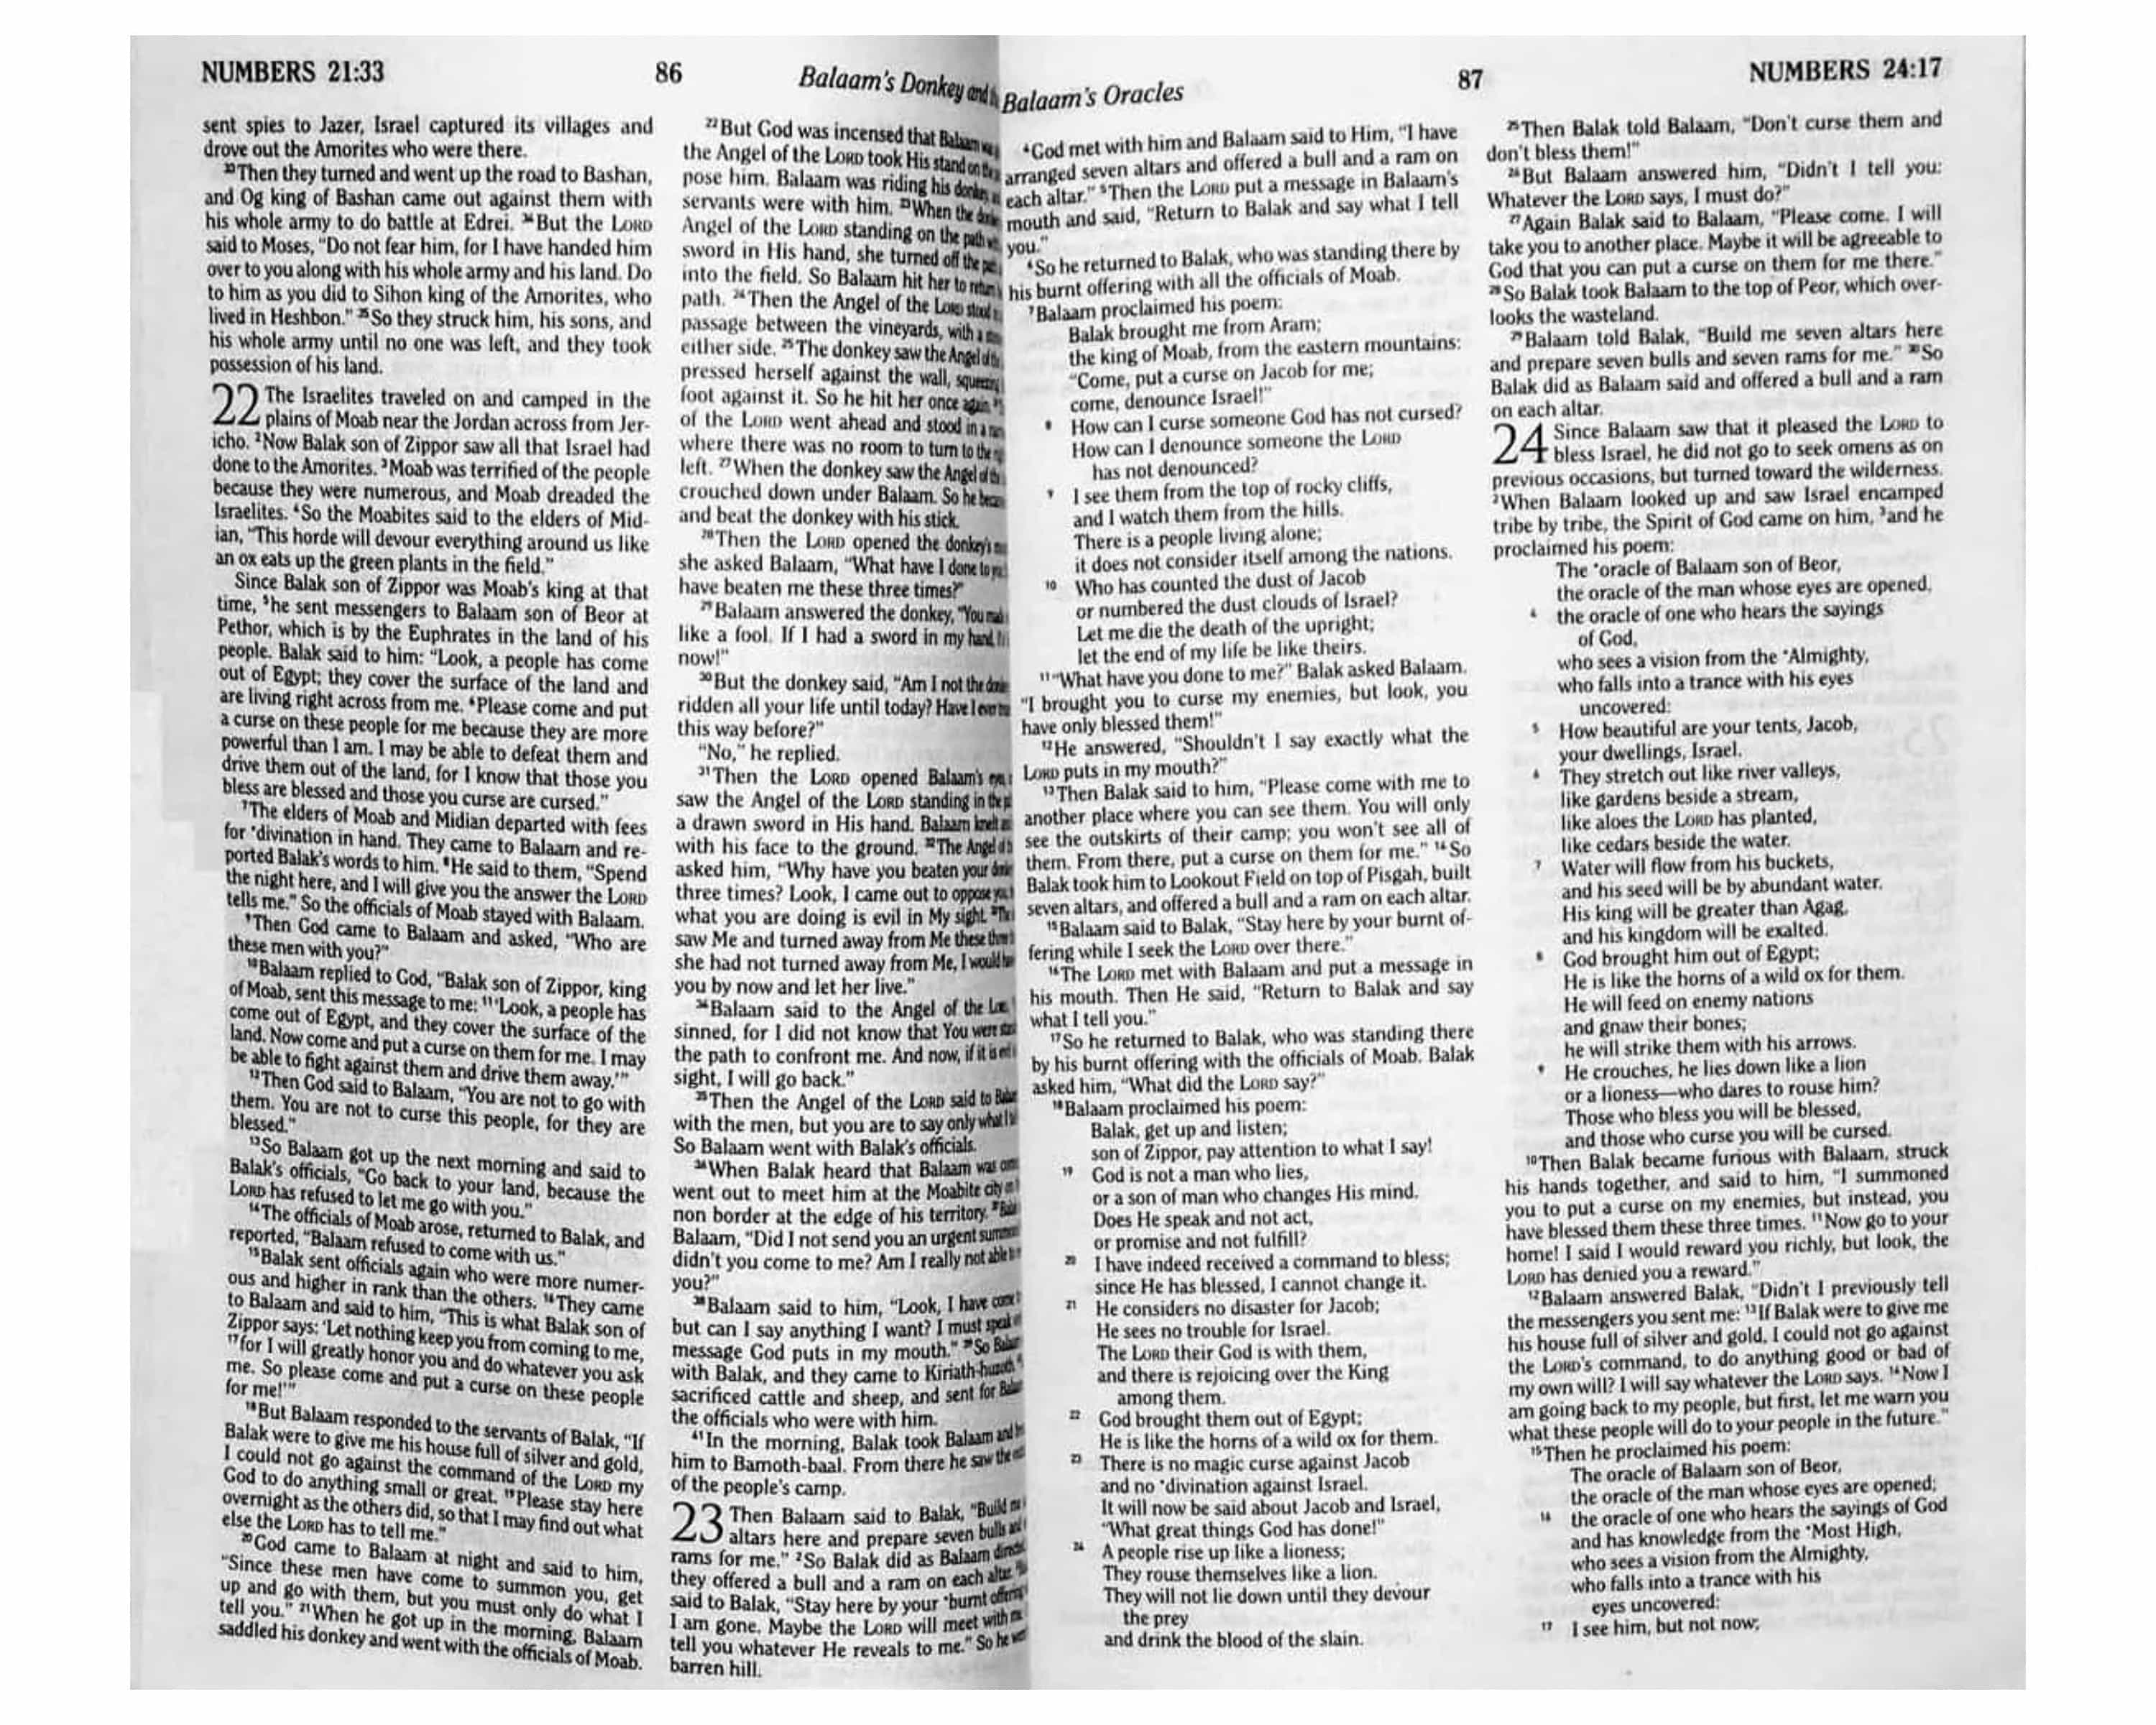 NUMBERS 21:33
86
Balaam's Donkey and
sent spies to Jazer, Israel captured its villages and
drove out the Amorites who were there.
33Then they turned and went up the road to Bashan,
and Og king of Bashan came out against them with
his whole army to do battle at Edrei. 34But the LORD
said to Moses, “Do not fear him, for I have handed him
over to you along with his whole army and his land. Do
to him as you did to Sihon king of the Amorites, who
lived in Heshbon.” 35So they struck him, his sons, and
his whole army until no one was left, and they took
possession of his land.
22 The Israelites traveled on and camped in the
plains of Moab near the Jordan across from Jer-
icho. 2Now Balak son of Zippor saw all that Israel had
done to the Amorites. 3Moab was terrified of the people
because they were numerous, and Moab dreaded the
Israelites. 4So the Moabites said to the elders of Mid-
ian, “This horde will devour everything around us like
an ox eats up the green plants in the field.”
Since Balak son of Zippor was Moab's king at that
time, 5he sent messengers to Balaam son of Beor at
Pethor, which is by the Euphrates in the land of his
people. Balak said to him: “Look, a people has come
out of Egypt; they cover the surface of the land and
are living right across from me. 6Please come and put
a curse on these people for me because they are more
powerful than I am. I may be able to defeat them and
drive them out of the land, for I know that those you
bless are blessed and those you curse are cursed.”
7The elders of Moab and Midian departed with fees
for *divination in hand. They came to Balaam and re-
ported Balak's words to him. 8He said to them, “Spend
the night here, and I will give you the answer the LORD
tells me.” So the officials of Moab stayed with Balaam.
9Then God came to Balaam and asked, “Who are
these men with you?”
10Balaam replied to God, “Balak son of Zippor, king
of Moab, sent this message to me: 11‘Look, a people has
come out of Egypt, and they cover the surface of the
land. Now come and put a curse on them for me. I may
be able to fight against them and drive them away.’”
12Then God said to Balaam, “You are not to go with
them. You are not to curse this people, for they are
blessed.”
13So Balaam got up the next morning and said to
Balak's officials, “Go back to your land, because the
LORD has refused to let me go with you.”
14The officials of Moab arose, returned to Balak, and
reported, “Balaam refused to come with us.”
15Balak sent officials again who were more numer-
ous and higher in rank than the others. 16They came
to Balaam and said to him, “This is what Balak son of
Zippor says: ‘Let nothing keep you from coming to me,
17for I will greatly honor you and do whatever you ask
me. So please come and put a curse on these people
for me!’”
18But Balaam responded to the servants of Balak, “If
Balak were to give me his house full of silver and gold,
I could not go against the command of the LORD my
God to do anything small or great. 19Please stay here
overnight as the others did, so that I may find out what
else the LORD has to tell me.”
20God came to Balaam at night and said to him,
“Since these men have come to summon you, get
up and go with them, but you must only do what I
tell you.” 21When he got up in the morning, Balaam
saddled his donkey and went with the officials of Moab.
22But God was incensed that Balaam was
the Angel of the LORD took His stand on the
pose him. Balaam was riding his donkey
servants were with him. 23When the
Angel of the LORD standing on the path
sword in His hand, she turned off the
into the field. So Balaam hit her to return
path. 24Then the Angel of the LORD stood
passage between the vineyards, with a
either side. 25The donkey saw the Angel
pressed herself against the wall, squeezing
foot against it. So he hit her once again.
of the LORD went ahead and stood in a
where there was no room to turn to the
left. 27When the donkey saw the Angel of
crouched down under Balaam. So he
and beat the donkey with his stick.
28Then the LORD opened the donkey's
she asked Balaam, “What have I done to
have beaten me these three times?”
29Balaam answered the donkey, “You
like a fool. If I had a sword in my hand,
now!”
30But the donkey said, “Am I not the
ridden all your life until today? Have I ever
this way before?”
“No,” he replied.
31Then the LORD opened Balaam's eyes,
saw the Angel of the LORD standing in the
a drawn sword in His hand. Balaam knelt
with his face to the ground. 32The Angel
asked him, “Why have you beaten your
three times? Look, I came out to oppose
what you are doing is evil in My sight.
saw Me and turned away from Me these
she had not turned away from Me, I would
you by now and let her live.”
34Balaam said to the Angel of the
sinned, for I did not know that You were
the path to confront me. And now, if it is
sight, I will go back.”
35Then the Angel of the LORD said to
with the men, but you are to say only what I
So Balaam went with Balak's officials.
36When Balak heard that Balaam was
went out to meet him at the Moabite city
non border at the edge of his territory.
Balaam, “Did I not send you an urgent
didn't you come to me? Am I really not able
you?”
38Balaam said to him, “Look, I have
but can I say anything I want? I must speak
message God puts in my mouth.” 39So
with Balak, and they came to Kiriath-huzoth.
sacrificed cattle and sheep, and sent for
the officials who were with him.
41In the morning, Balak took Balaam and
him to Bamoth-baal. From there he saw the
of the people's camp.
23 Then Balaam said to Balak, “Build
altars here and prepare seven bulls
rams for me.” 2So Balak did as Balaam
they offered a bull and a ram on each altar.
said to Balak, “Stay here by your *burnt
I am gone. Maybe the LORD will meet with
tell you whatever He reveals to me.” So he
barren hill.
Balaam's Oracles
87
NUMBERS 24:17
4God met with him and Balaam said to Him, “I have
arranged seven altars and offered a bull and a ram on
each altar.” 5Then the LORD put a message in Balaam's
mouth and said, “Return to Balak and say what I tell
you.”
6So he returned to Balak, who was standing there by
his burnt offering with all the officials of Moab.
7Balaam proclaimed his poem:
Balak brought me from Aram;
the king of Moab, from the eastern mountains:
“Come, put a curse on Jacob for me;
come, denounce Israel!”
8 How can I curse someone God has not cursed?
How can I denounce someone the LORD
has not denounced?
9 I see them from the top of rocky cliffs,
and I watch them from the hills.
There is a people living alone;
it does not consider itself among the nations.
10 Who has counted the dust of Jacob
or numbered the dust clouds of Israel?
Let me die the death of the upright;
let the end of my life be like theirs.
11“What have you done to me?” Balak asked Balaam.
“I brought you to curse my enemies, but look, you
have only blessed them!”
12He answered, “Shouldn't I say exactly what the
LORD puts in my mouth?”
13Then Balak said to him, “Please come with me to
another place where you can see them. You will only
see the outskirts of their camp; you won't see all of
them. From there, put a curse on them for me.” 14So
Balak took him to Lookout Field on top of Pisgah, built
seven altars, and offered a bull and a ram on each altar.
15Balaam said to Balak, “Stay here by your burnt of-
fering while I seek the LORD over there.”
16The LORD met with Balaam and put a message in
his mouth. Then He said, “Return to Balak and say
what I tell you.”
17So he returned to Balak, who was standing there
by his burnt offering with the officials of Moab. Balak
asked him, “What did the LORD say?”
18Balaam proclaimed his poem:
Balak, get up and listen;
son of Zippor, pay attention to what I say!
19 God is not a man who lies,
or a son of man who changes His mind.
Does He speak and not act,
or promise and not fulfill?
20 I have indeed received a command to bless;
since He has blessed, I cannot change it.
21 He considers no disaster for Jacob;
He sees no trouble for Israel.
The LORD their God is with them,
and there is rejoicing over the King
among them.
22 God brought them out of Egypt;
He is like the horns of a wild ox for them.
23 There is no magic curse against Jacob
and no *divination against Israel.
It will now be said about Jacob and Israel,
“What great things God has done!”
24 A people rise up like a lioness;
They rouse themselves like a lion.
They will not lie down until they devour
the prey
and drink the blood of the slain.
25Then Balak told Balaam, “Don't curse them and
don't bless them!”
26But Balaam answered him, “Didn't I tell you:
Whatever the LORD says, I must do?”
27Again Balak said to Balaam, “Please come. I will
take you to another place. Maybe it will be agreeable to
God that you can put a curse on them for me there.”
28So Balak took Balaam to the top of Peor, which over-
looks the wasteland.
29Balaam told Balak, “Build me seven altars here
and prepare seven bulls and seven rams for me.” 30So
Balak did as Balaam said and offered a bull and a ram
on each altar.
24 Since Balaam saw that it pleased the LORD to
bless Israel, he did not go to seek omens as on
previous occasions, but turned toward the wilderness.
2When Balaam looked up and saw Israel encamped
tribe by tribe, the Spirit of God came on him, 3and he
proclaimed his poem:
The *oracle of Balaam son of Beor,
the oracle of the man whose eyes are opened,
4 the oracle of one who hears the sayings
of God,
who sees a vision from the *Almighty,
who falls into a trance with his eyes
uncovered:
5 How beautiful are your tents, Jacob,
your dwellings, Israel.
6 They stretch out like river valleys,
like gardens beside a stream,
like aloes the LORD has planted,
like cedars beside the water.
7 Water will flow from his buckets,
and his seed will be by abundant water.
His king will be greater than Agag,
and his kingdom will be exalted.
8 God brought him out of Egypt;
He is like the horns of a wild ox for them.
He will feed on enemy nations
and gnaw their bones;
he will strike them with his arrows.
9 He crouches, he lies down like a lion
or a lioness—who dares to rouse him?
Those who bless you will be blessed,
and those who curse you will be cursed.
10Then Balak became furious with Balaam, struck
his hands together, and said to him, “I summoned
you to put a curse on my enemies, but instead, you
have blessed them these three times. 11Now go to your
home! I said I would reward you richly, but look, the
LORD has denied you a reward.”
12Balaam answered Balak, “Didn't I previously tell
the messengers you sent me: 13If Balak were to give me
his house full of silver and gold, I could not go against
the LORD's command, to do anything good or bad of
my own will? I will say whatever the LORD says. 14Now I
am going back to my people, but first, let me warn you
what these people will do to your people in the future.”
15Then he proclaimed his poem:
The oracle of Balaam son of Beor,
the oracle of the man whose eyes are opened;
16 the oracle of one who hears the sayings of God
and has knowledge from the *Most High,
who sees a vision from the Almighty,
who falls into a trance with his
eyes uncovered:
17 I see him, but not now;